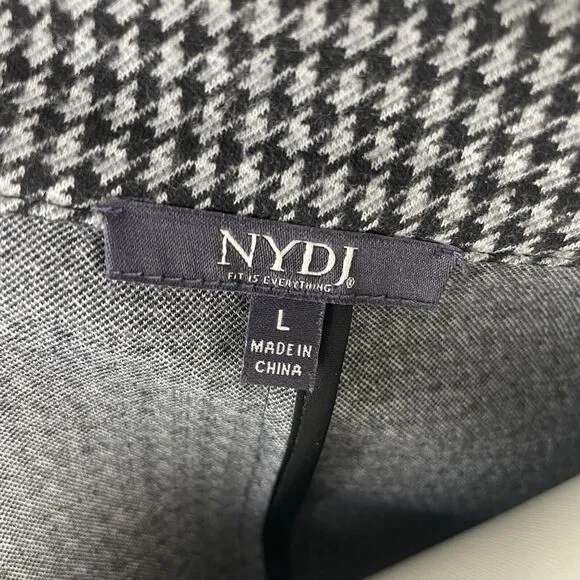 NYDJ
FIT IS EVERYTHING.®
L
MADE IN
CHINA